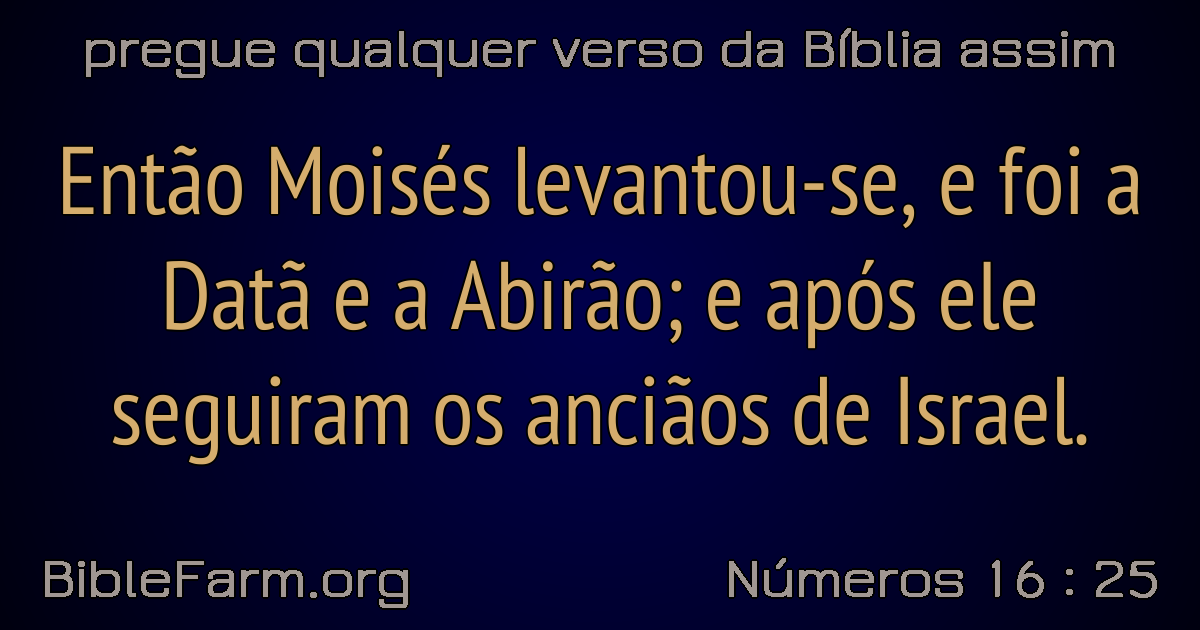 pregue qualquer verso da Bíblia assim
Então Moisés levantou-se, e foi a
Datã e a Abirão; e após ele
seguiram os anciãos de Israel.
BibleFarm.org
Números 16 : 25